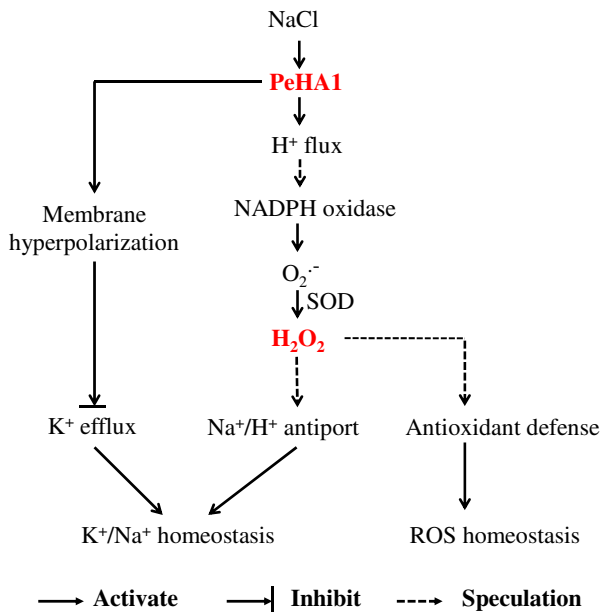 NaCl
PeHA1
H⁺ flux
NADPH oxidase
Membrane
hyperpolarization
O₂·⁻
SOD
H₂O₂
K⁺ efflux
Na⁺/H⁺ antiport
Antioxidant defense
K⁺/Na⁺ homeostasis
ROS homeostasis
Activate
Inhibit
Speculation